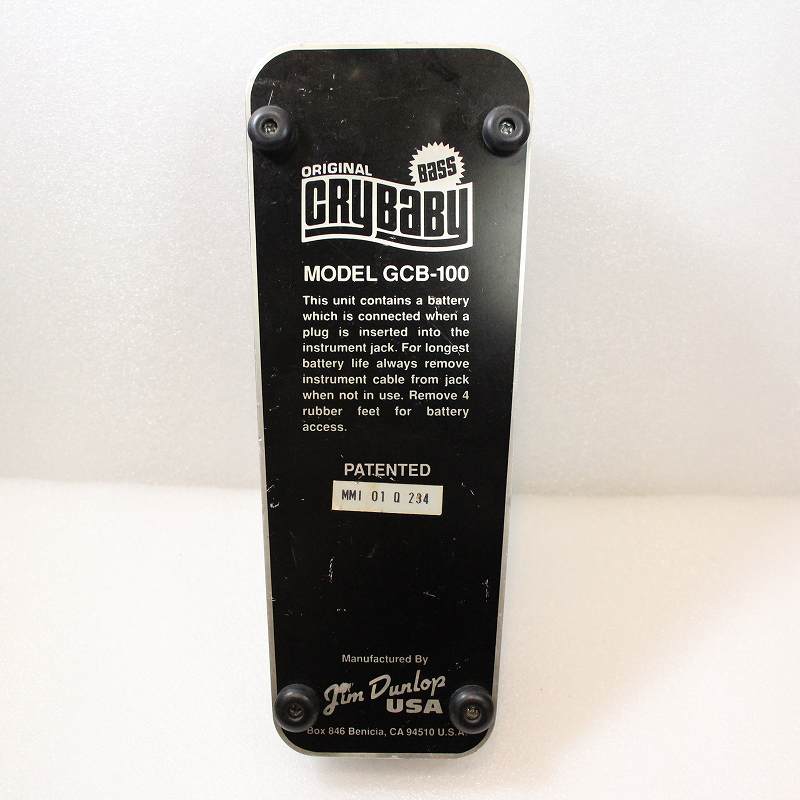 ORIGINAL
BASS
CRYBABY
MODEL GCB-100
This unit contains a battery
which is connected when a
plug is inserted into the
instrument jack. For longest
battery life always remove
instrument cable from jack
when not in use. Remove 4
rubber feet for battery
access.
PATENTED
MMI 01 Q 234
Manufactured By
Jim Dunlop
USA
Box 846 Benicia, CA 94510 U.S.A.